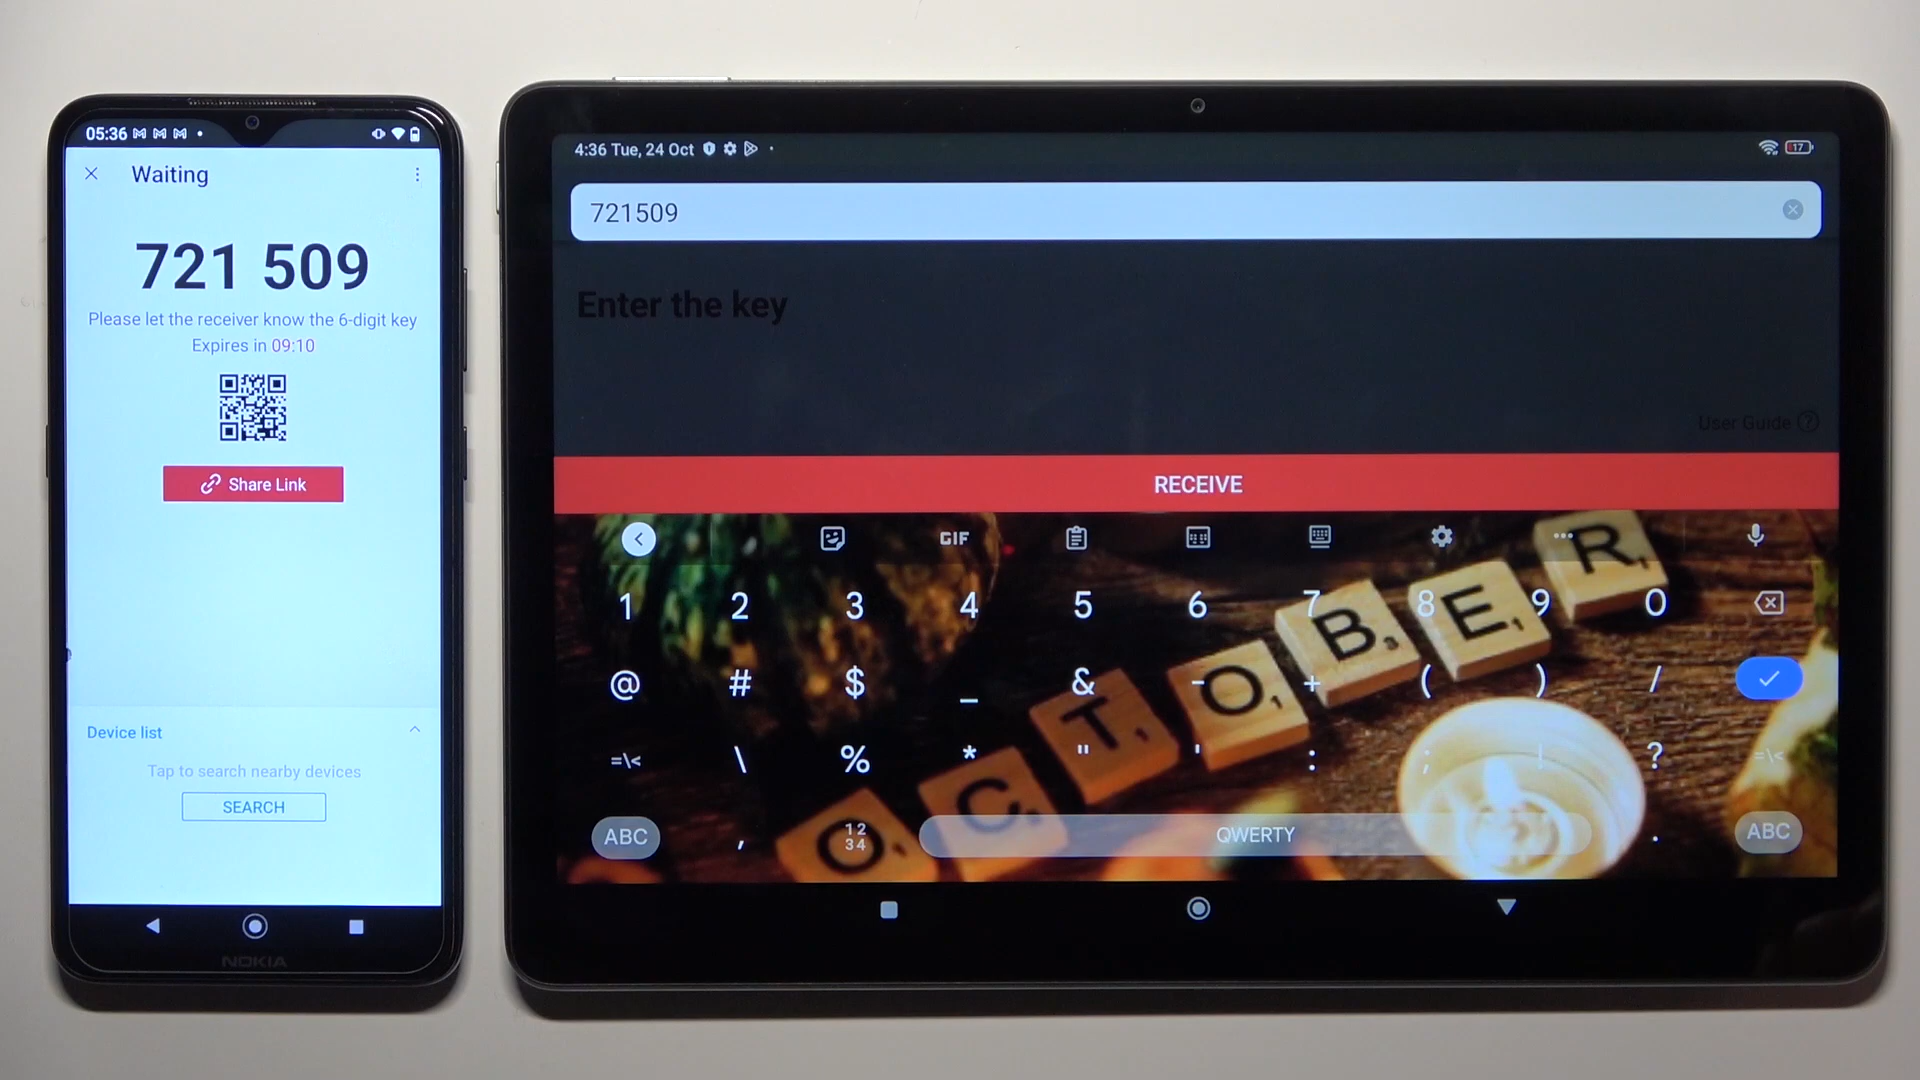 05:36
Waiting
721 509
Please let the receiver know the 6-digit key
Expires in 09:10
Share Link
Device list
Tap to search nearby devices
SEARCH
NOKIA
4:36 Tue, 24 Oct
17
721509
Enter the key
User Guide ?
RECEIVE
GIF
1 2 3 4 5 6 7 8 9 0
@ # $ _ & - + ( ) /
=\< \ % * " ' : ; ! ? =\<
ABC , 12 34 QWERTY . ABC
O C T O B E R